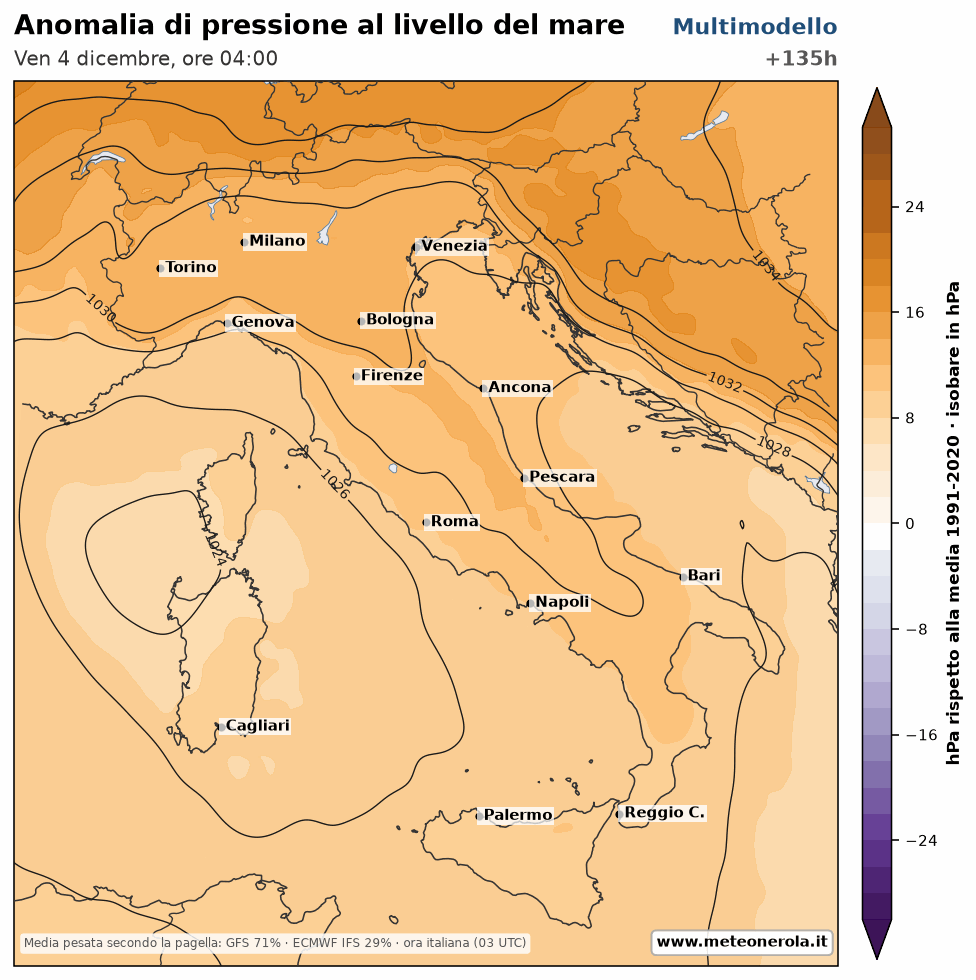 Anomalia di pressione al livello del mare
Multimodello
Ven 4 dicembre, ore 04:00
+135h
Milano
Venezia
Torino
Genova
Bologna
Firenze
Ancona
Pescara
Roma
Napoli
Bari
Cagliari
Palermo
Reggio C.
1034
1030
1032
1028
1026
1024
24
16
8
0
−8
−16
−24
hPa rispetto alla media 1991-2020 · isobare in hPa
Media pesata secondo la pagella: GFS 71% · ECMWF IFS 29% · ora italiana (03 UTC)
www.meteonerola.it